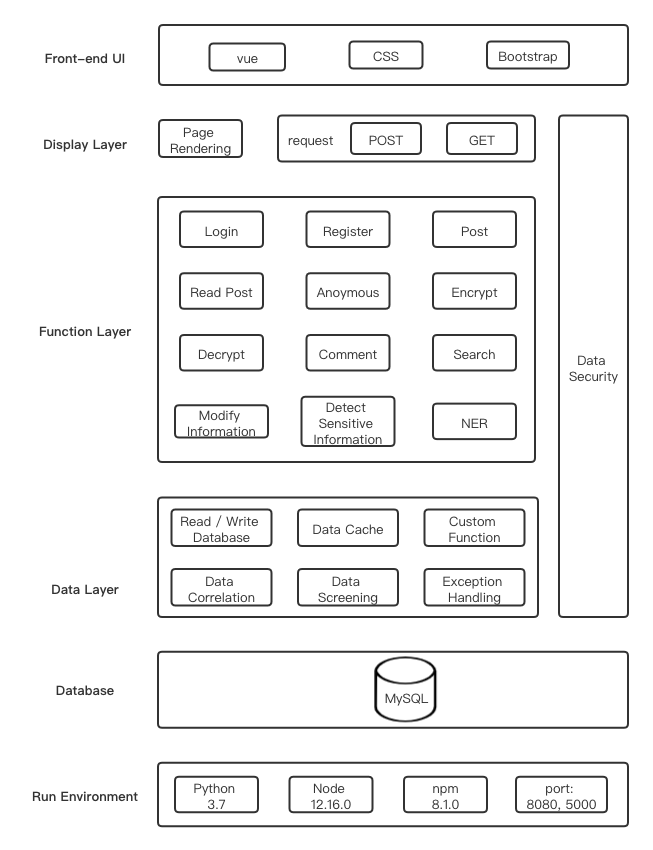 Front-end UI
vue
CSS
Bootstrap
Display Layer
Page
Rendering
request
POST
GET
Function Layer
Login
Register
Post
Read Post
Anoymous
Encrypt
Decrypt
Comment
Search
Modify
Information
Detect
Sensitive
Information
NER
Data
Security
Data Layer
Read / Write
Database
Data Cache
Custom
Function
Data
Correlation
Data
Screening
Exception
Handling
Database
MySQL
Run Environment
Python
3.7
Node
12.16.0
npm
8.1.0
port:
8080, 5000